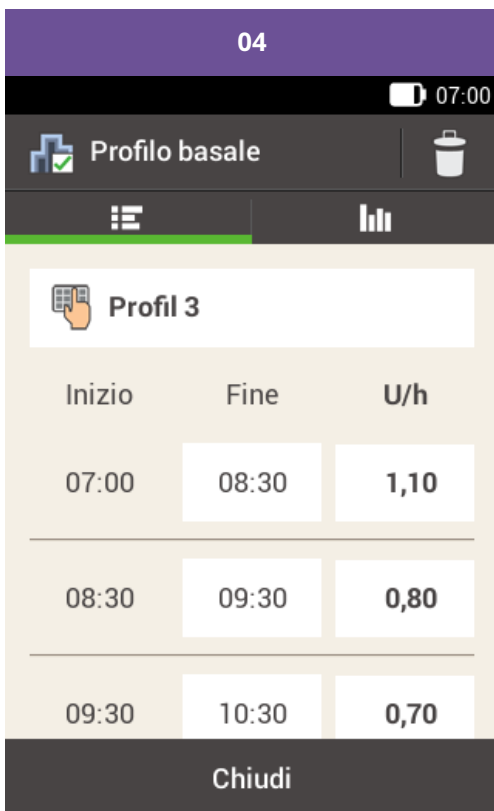 04
07:00
Profilo basale
Profil 3
Inizio Fine U/h
07:00 08:30 1,10
08:30 09:30 0,80
09:30 10:30 0,70
Chiudi